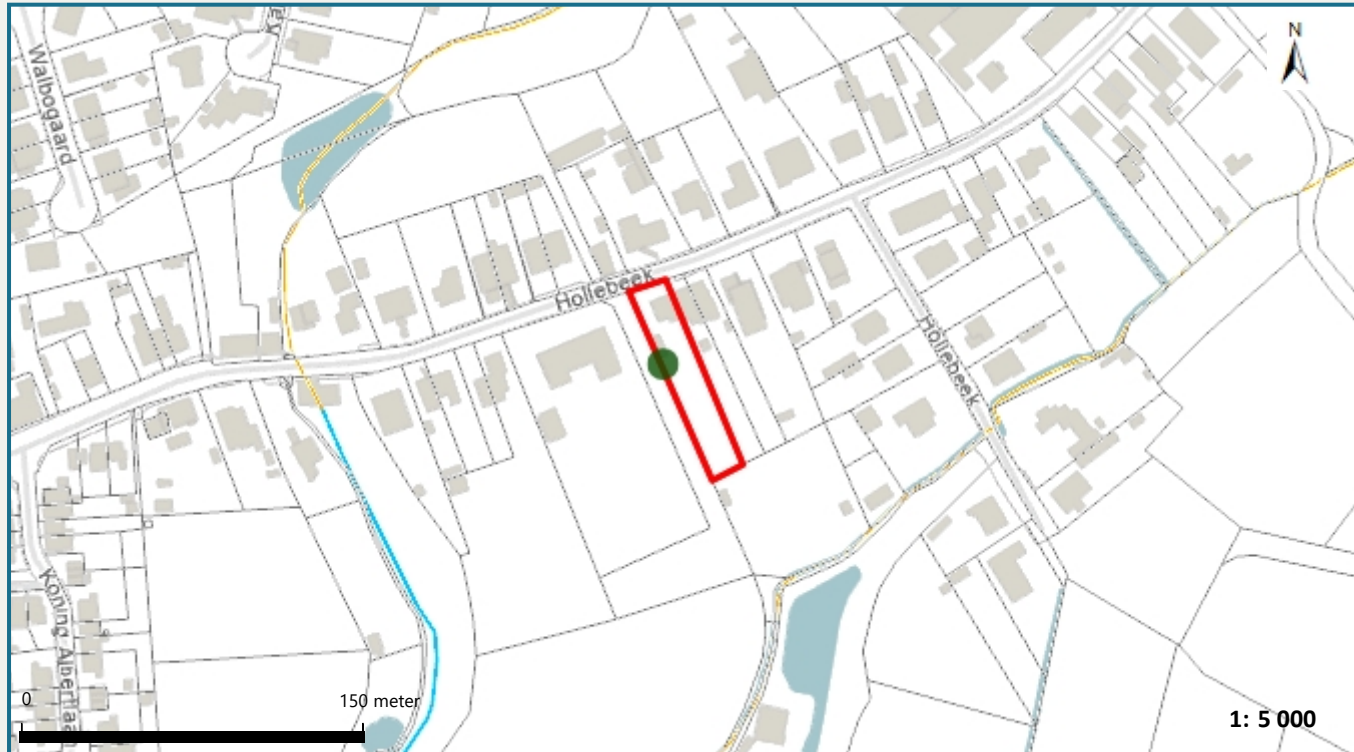 N
Walbogaard
Hollebeek
Hollebeek
Koning Albertlaan
0
150 meter
1: 5 000